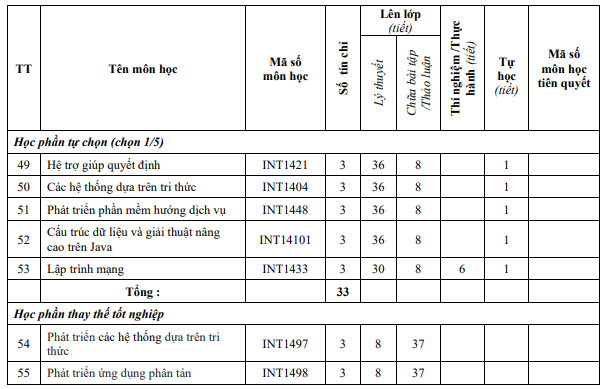 TT Tên môn học Mã số môn học Số tín chỉ Lên lớp (tiết) Lý thuyết Chữa bài tập /Thảo luận Thí nghiệm /Thực hành (tiết) Tự học (tiết) Mã số môn học tiên quyết
Học phần tự chọn (chọn 1/5)
49 Hệ trợ giúp quyết định INT1421 3 36 8 1
50 Các hệ thống dựa trên tri thức INT1404 3 36 8 1
51 Phát triển phần mềm hướng dịch vụ INT1448 3 36 8 1
52 Cấu trúc dữ liệu và giải thuật nâng cao trên Java INT14101 3 36 8 1
53 Lập trình mạng INT1433 3 30 8 6 1
Tổng : 33
Học phần thay thế tốt nghiệp
54 Phát triển các hệ thống dựa trên tri thức INT1497 3 8 37
55 Phát triển ứng dụng phân tán INT1498 3 8 37